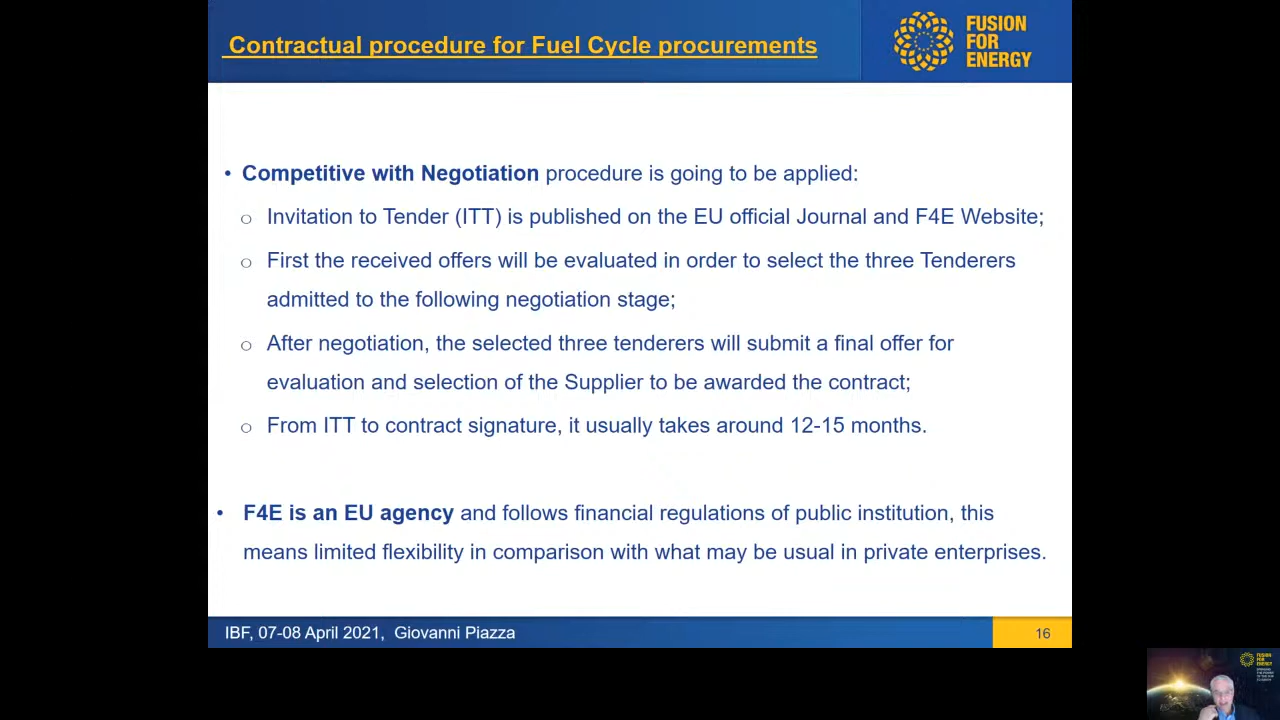 Contractual procedure for Fuel Cycle procurements
FUSION
FOR
ENERGY
• Competitive with Negotiation procedure is going to be applied:
o Invitation to Tender (ITT) is published on the EU official Journal and F4E Website;
o First the received offers will be evaluated in order to select the three Tenderers
admitted to the following negotiation stage;
o After negotiation, the selected three tenderers will submit a final offer for
evaluation and selection of the Supplier to be awarded the contract;
o From ITT to contract signature, it usually takes around 12-15 months.
• F4E is an EU agency and follows financial regulations of public institution, this
means limited flexibility in comparison with what may be usual in private enterprises.
IBF, 07-08 April 2021, Giovanni Piazza
16
FUSION
FOR
ENERGY